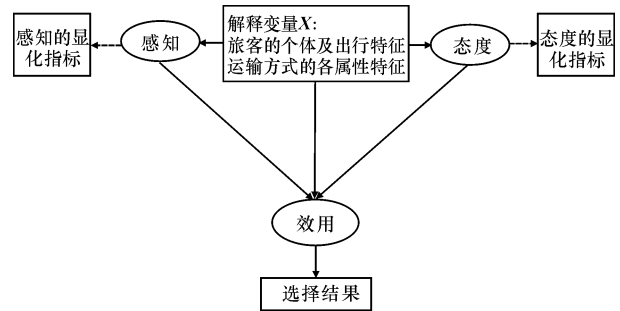 感知的显
化指标
感知
解释变量X:
旅客的个体及出行特征
运输方式的各属性特征
态度
态度的显
化指标
效用
选择结果